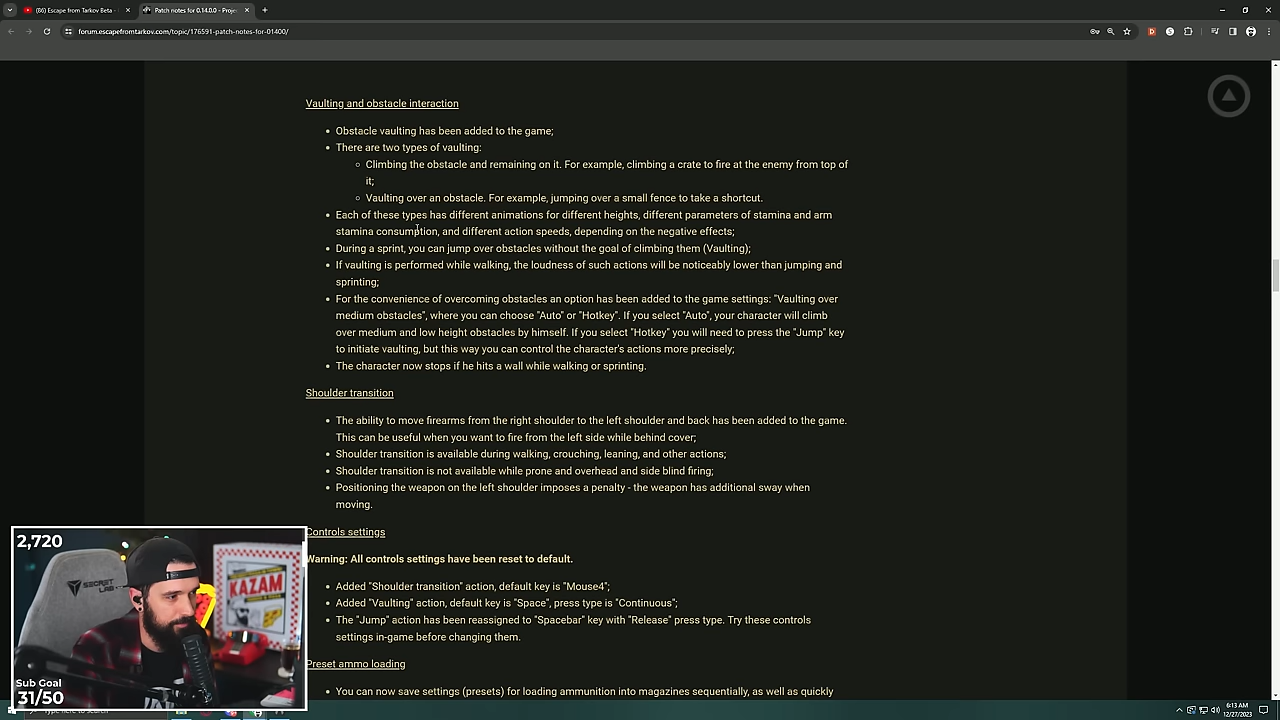 (86) Escape from Tarkov Beta -
Patch notes for 0.14.0.0 - Proje
forum.escapefromtarkov.com/topic/176591-patch-notes-for-01400/
Vaulting and obstacle interaction
Obstacle vaulting has been added to the game;
There are two types of vaulting:
Climbing the obstacle and remaining on it. For example, climbing a crate to fire at the enemy from top of
it;
Vaulting over an obstacle. For example, jumping over a small fence to take a shortcut.
Each of these types has different animations for different heights, different parameters of stamina and arm
stamina consumption, and different action speeds, depending on the negative effects;
During a sprint, you can jump over obstacles without the goal of climbing them (Vaulting);
If vaulting is performed while walking, the loudness of such actions will be noticeably lower than jumping and
sprinting;
For the convenience of overcoming obstacles an option has been added to the game settings: "Vaulting over
medium obstacles", where you can choose "Auto" or "Hotkey". If you select "Auto", your character will climb
over medium and low height obstacles by himself. If you select "Hotkey" you will need to press the "Jump" key
to initiate vaulting, but this way you can control the character's actions more precisely;
The character now stops if he hits a wall while walking or sprinting.
Shoulder transition
The ability to move firearms from the right shoulder to the left shoulder and back has been added to the game.
This can be useful when you want to fire from the left side while behind cover;
Shoulder transition is available during walking, crouching, leaning, and other actions;
Shoulder transition is not available while prone and overhead and side blind firing;
Positioning the weapon on the left shoulder imposes a penalty - the weapon has additional sway when
moving.
Controls settings
Warning: All controls settings have been reset to default.
Added "Shoulder transition" action, default key is "Mouse4";
Added "Vaulting" action, default key is "Space", press type is "Continuous";
The "Jump" action has been reassigned to "Spacebar" key with "Release" press type. Try these controls
settings in-game before changing them.
Preset ammo loading
You can now save settings (presets) for loading ammunition into magazines sequentially, as well as quickly
2,720
SECRET
LAB
KAZAM
Sub Goal
31/50
6:13 AM
12/27/2023